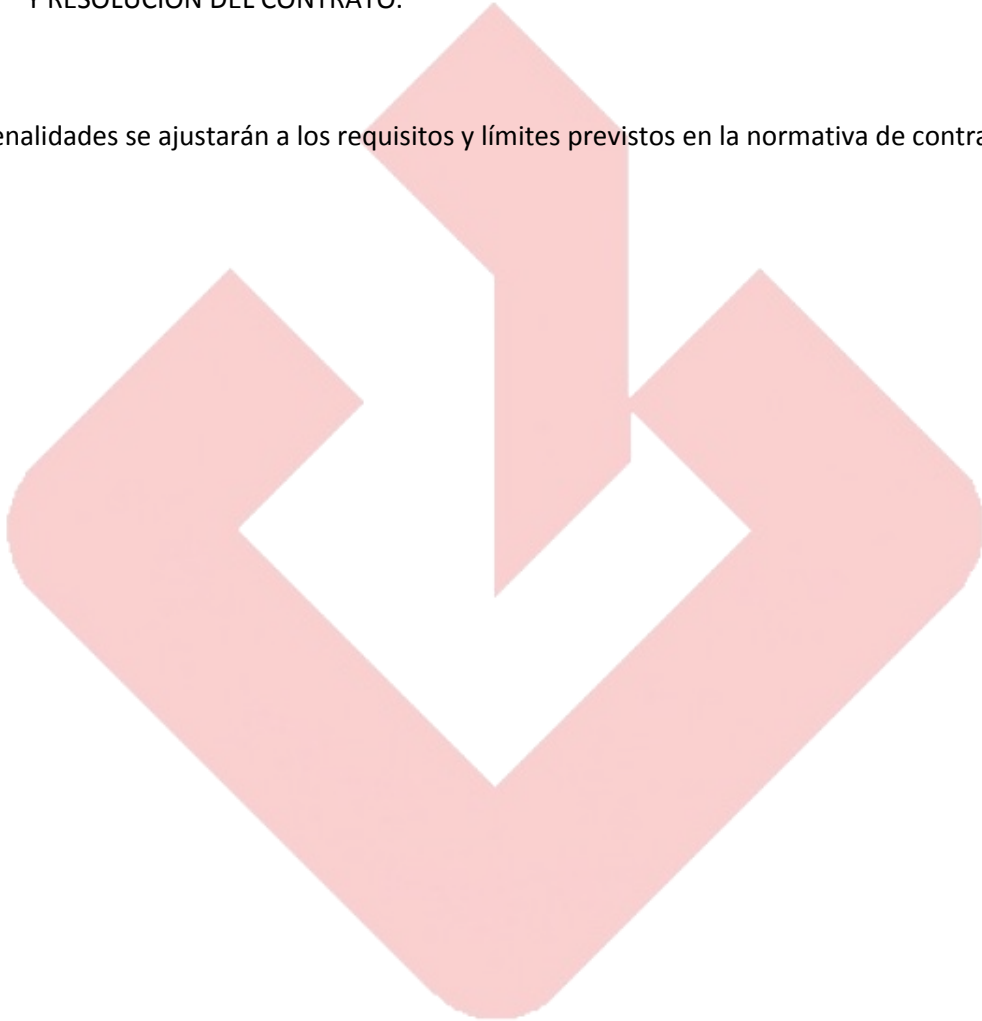 Y RESOLUCIÓN DEL CONTRATO.
enalidades se ajustarán a los requisitos y límites previstos en la normativa de contra